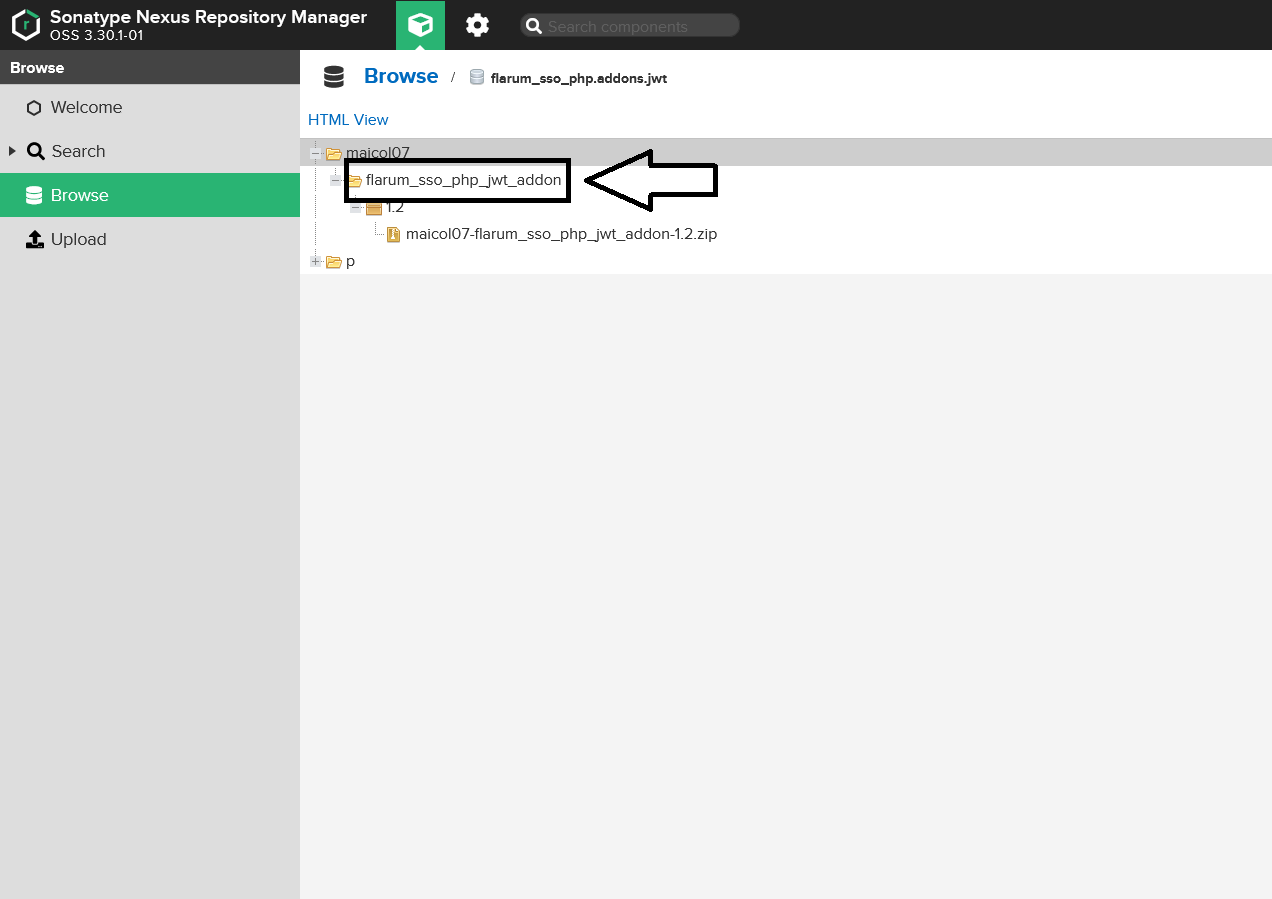 Sonatype Nexus Repository Manager
OSS 3.30.1-01
Search components
Browse
Welcome
Search
Browse
Upload
Browse / flarum_sso_php.addons.jwt
HTML View
maicol07
flarum_sso_php_jwt_addon
1.2
maicol07-flarum_sso_php_jwt_addon-1.2.zip
p